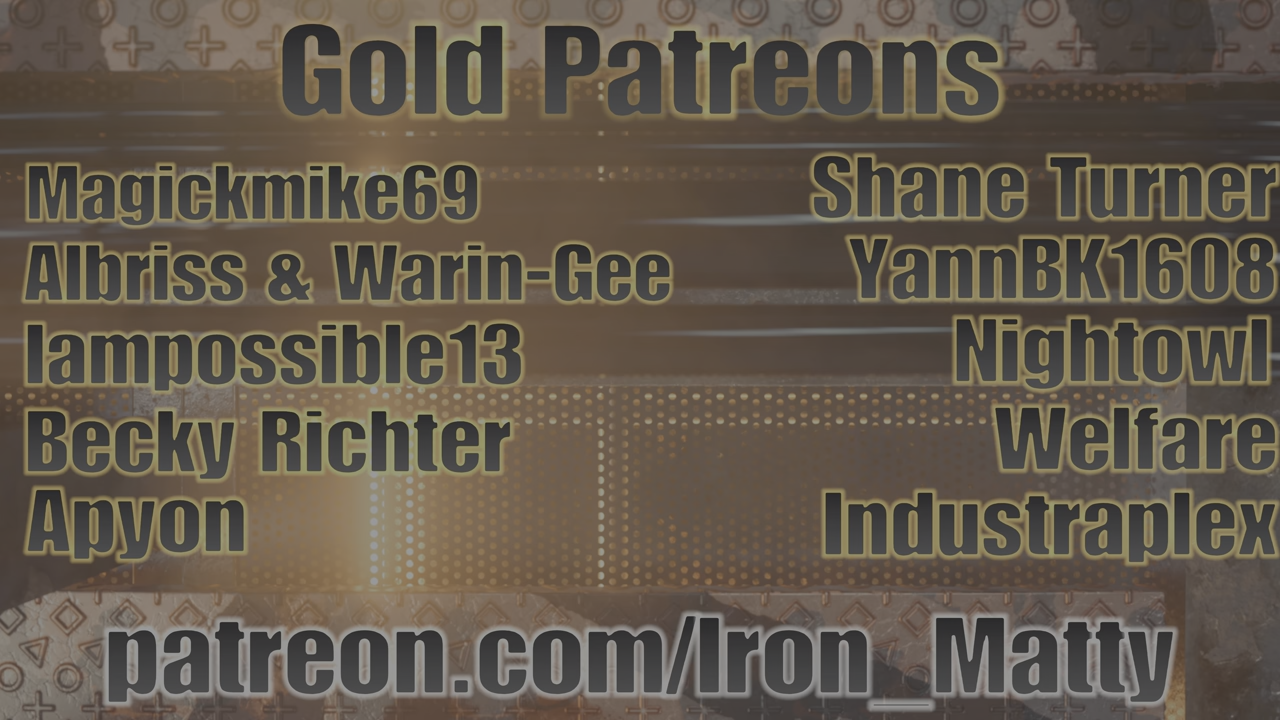 Gold Patreons
Magickmike69
Albriss & Warin-Gee
Iampossible13
Becky Richter
Apyon
Shane Turner
YannBK1608
Nightowl
Welfare
Industraplex
patreon.com/Iron_Matty